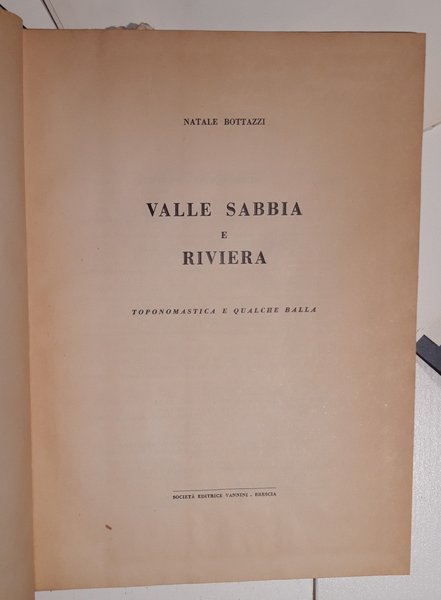 NATALE BOTTAZZI
VALLE SABBIA
E
RIVIERA
TOPONOMASTICA E QUALCHE BALLA
SOCIETÀ EDITRICE VANNINI - BRESCIA